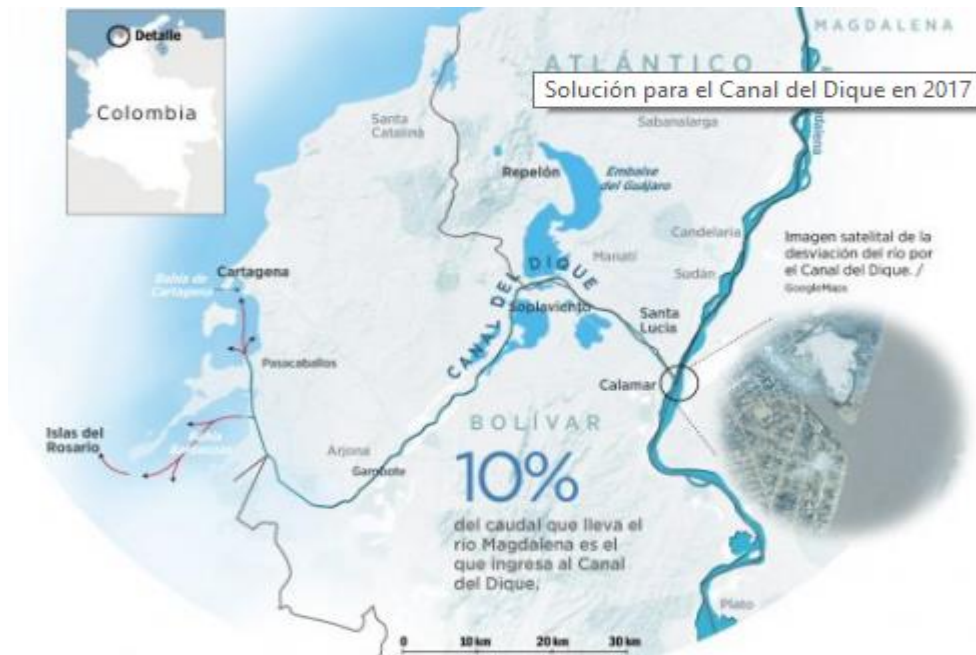 Detalle
Colombia
MAGDALENA
ATLÁNTICO
Solución para el Canal del Dique en 2017
Sabanalarga
Santa
Catalina
Repelón
Embalse
del Guájaro
Candelaria
Manatí
Sudán
Imagen satelital de la
desviación del río por
el Canal del Dique. /
GoogleMaps
Bahía de
Cartagena
Cartagena
CANAL DEL DIQUE
Soplaviento
Santa
Lucía
Pasacaballos
Calamar
BOLÍVAR
Islas del
Rosario
Bahía
Arjona
10%
del caudal que lleva el
río Magdalena es el
que ingresa al Canal
del Dique.
Plato
0 10 km 20 km 30 km